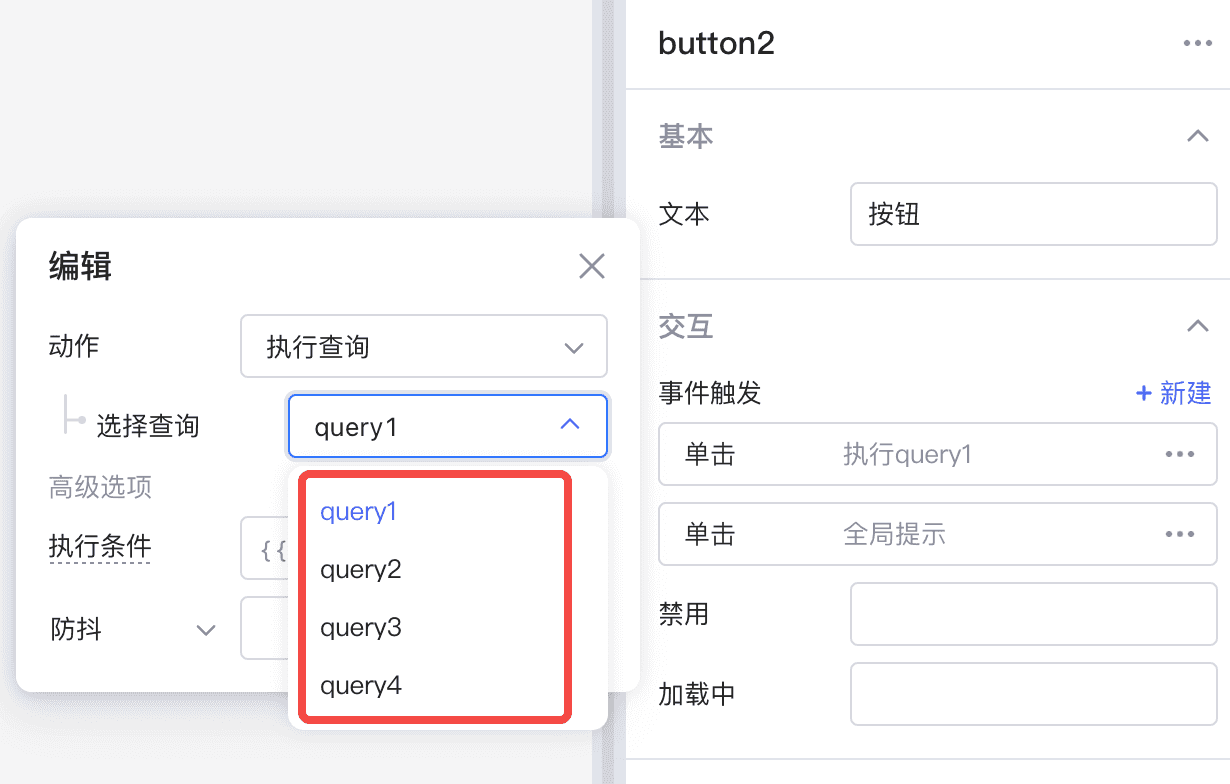 button2
基本
文本
按钮
交互
事件触发
+ 新建
单击 执行query1
单击 全局提示
禁用
加载中
编辑
动作
执行查询
选择查询
query1
高级选项
执行条件
{{
防抖
query1
query2
query3
query4